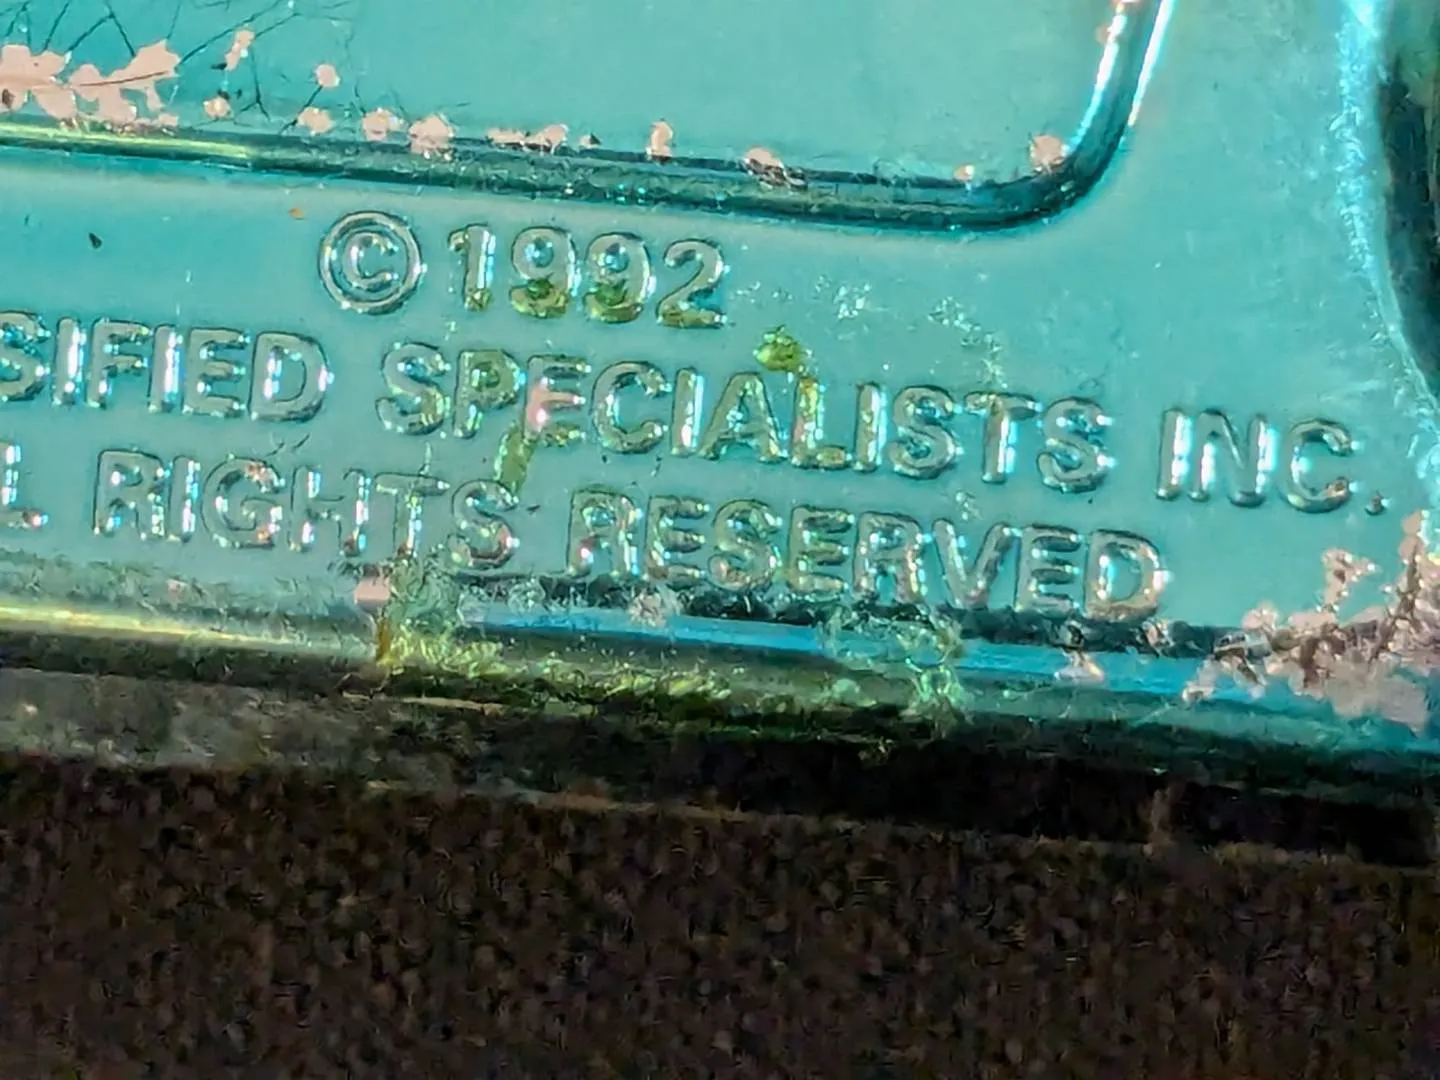 © 1992
SIFIED SPECIALISTS INC.
L RIGHTS RESERVED